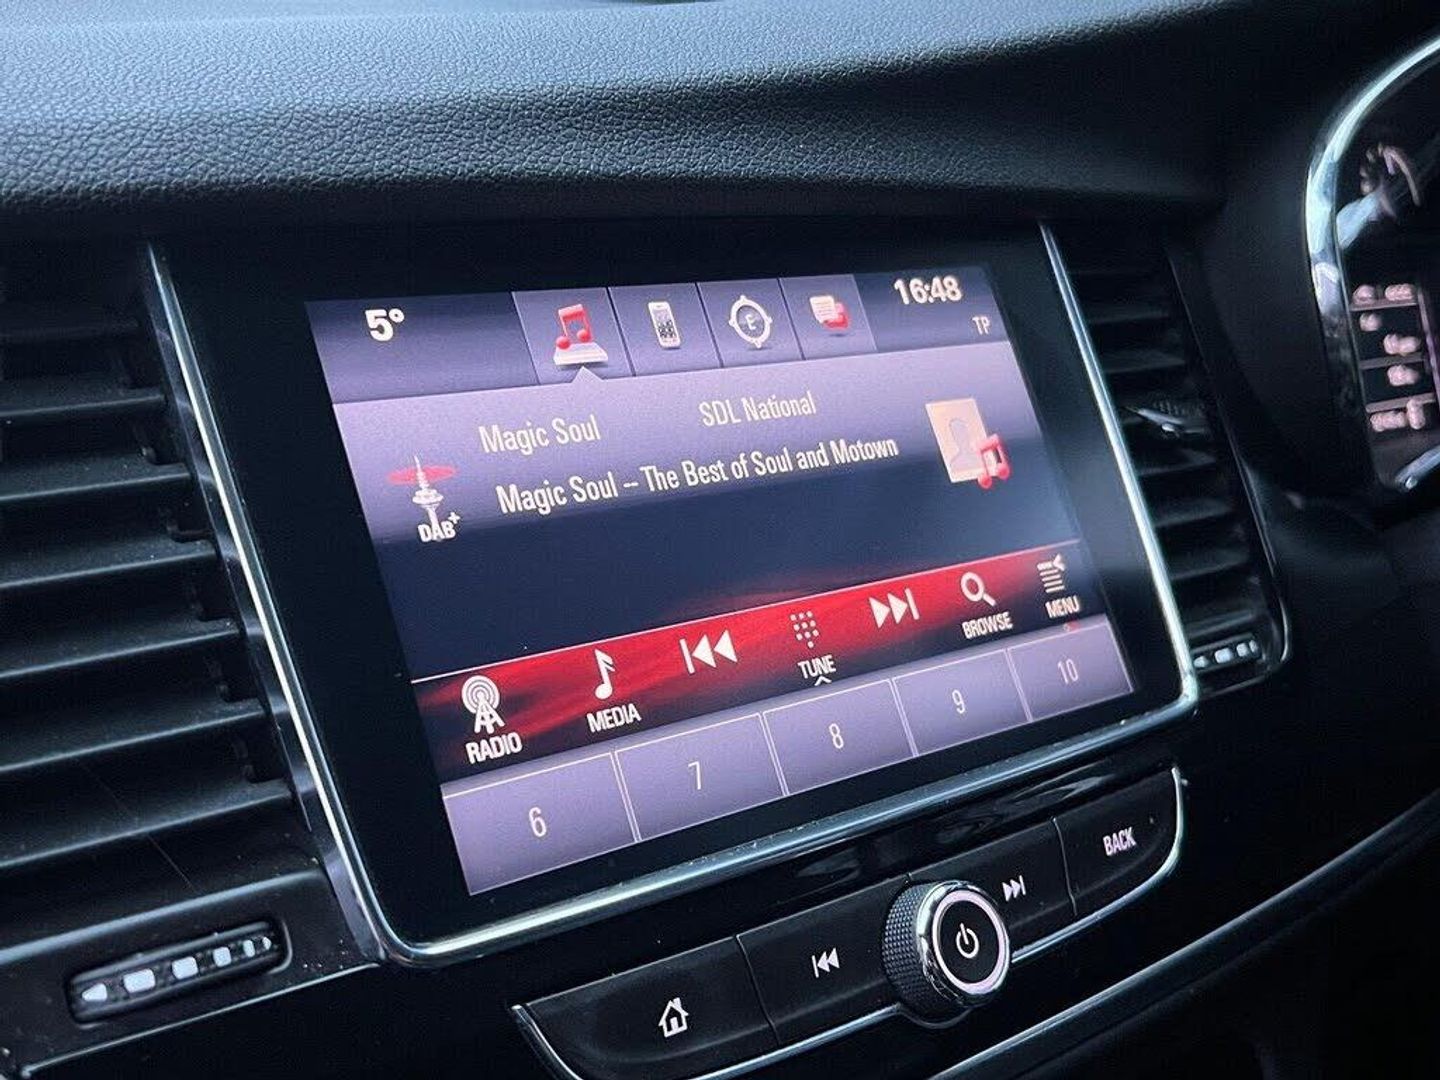 5°
16:48
TP
E
Magic Soul
SDL National
Magic Soul -- The Best of Soul and Motown
DAB+
RADIO
MEDIA
TUNE
BROWSE
MENU
6
7
8
9
10
BACK